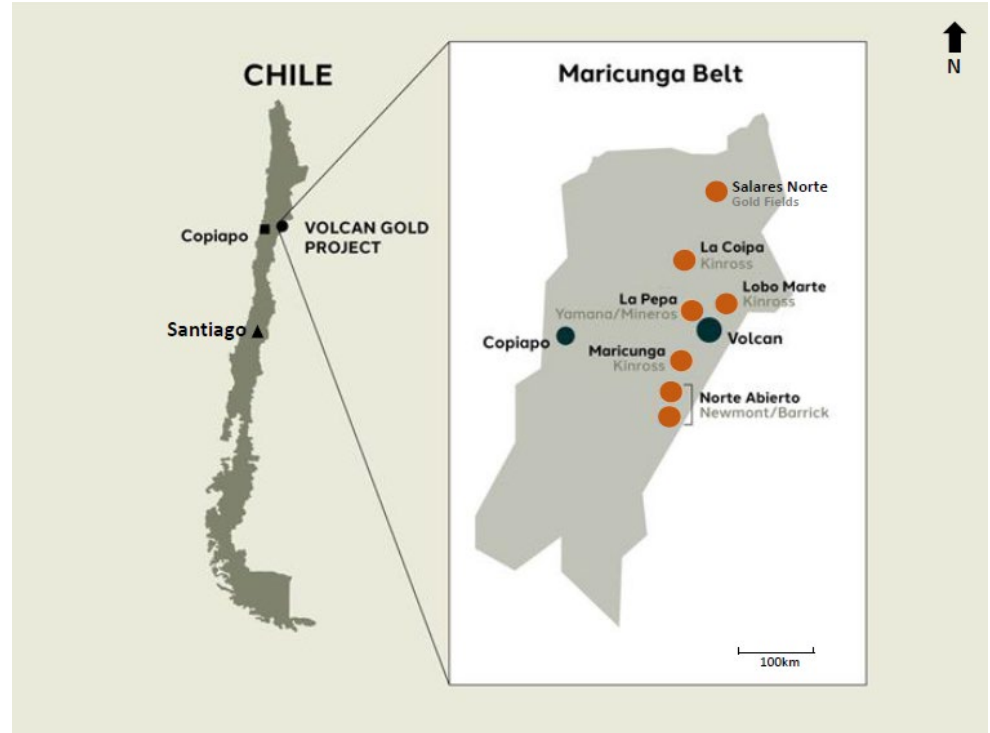 N
CHILE
Copiapo
VOLCAN GOLD
PROJECT
Santiago
Maricunga Belt
Salares Norte
Gold Fields
La Coipa
Kinross
Lobo Marte
Kinross
La Pepa
Yamana/Mineros
Copiapo
Volcan
Maricunga
Kinross
Norte Abierto
Newmont/Barrick
100km